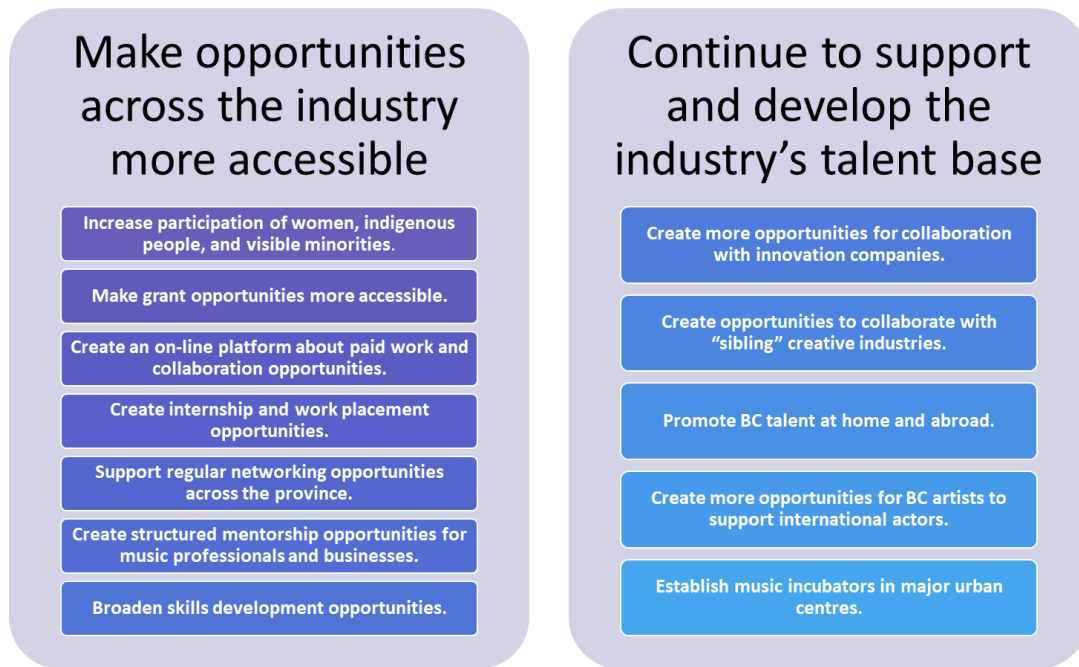 Make opportunities
across the industry
more accessible
Increase participation of women, indigenous
people, and visible minorities.
Make grant opportunities more accessible.
Create an on-line platform about paid work and
collaboration opportunities.
Create internship and work placement
opportunities.
Support regular networking opportunities
across the province.
Create structured mentorship opportunities for
music professionals and businesses.
Broaden skills development opportunities.
Continue to support
and develop the
industry’s talent base
Create more opportunities for collaboration
with innovation companies.
Create opportunities to collaborate with
“sibling” creative industries.
Promote BC talent at home and abroad.
Create more opportunities for BC artists to
support international actors.
Establish music incubators in major urban
centres.